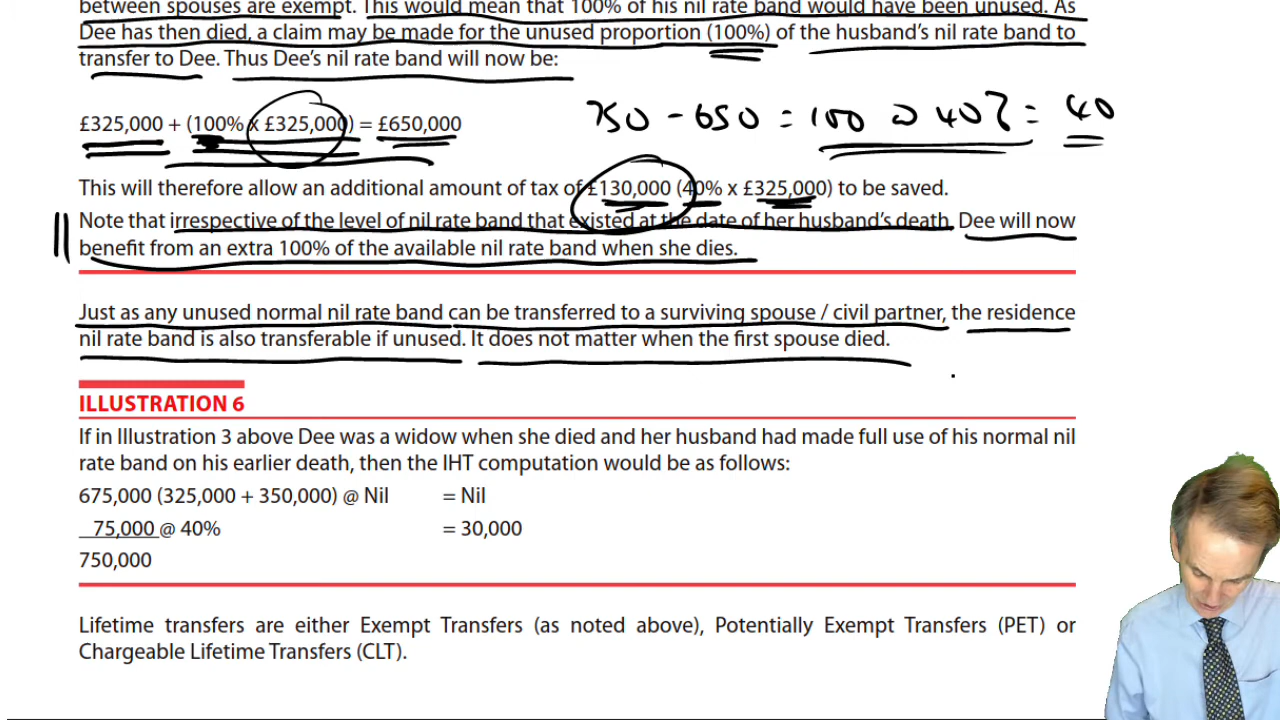 between spouses are exempt. This would mean that 100% of his nil rate band would have been unused. As
Dee has then died, a claim may be made for the unused proportion (100%) of the husband's nil rate band to
transfer to Dee. Thus Dee's nil rate band will now be:
£325,000 + (100% x £325,000) = £650,000
750 - 650 = 100 @ 40% = 40
This will therefore allow an additional amount of tax of £130,000 (40% x £325,000) to be saved.
Note that irrespective of the level of nil rate band that existed at the date of her husband's death. Dee will now
benefit from an extra 100% of the available nil rate band when she dies.
Just as any unused normal nil rate band can be transferred to a surviving spouse / civil partner, the residence
nil rate band is also transferable if unused. It does not matter when the first spouse died.
ILLUSTRATION 6
If in Illustration 3 above Dee was a widow when she died and her husband had made full use of his normal nil
rate band on his earlier death, then the IHT computation would be as follows:
675,000 (325,000 + 350,000) @ Nil = Nil
75,000 @ 40% = 30,000
750,000
Lifetime transfers are either Exempt Transfers (as noted above), Potentially Exempt Transfers (PET) or
Chargeable Lifetime Transfers (CLT).